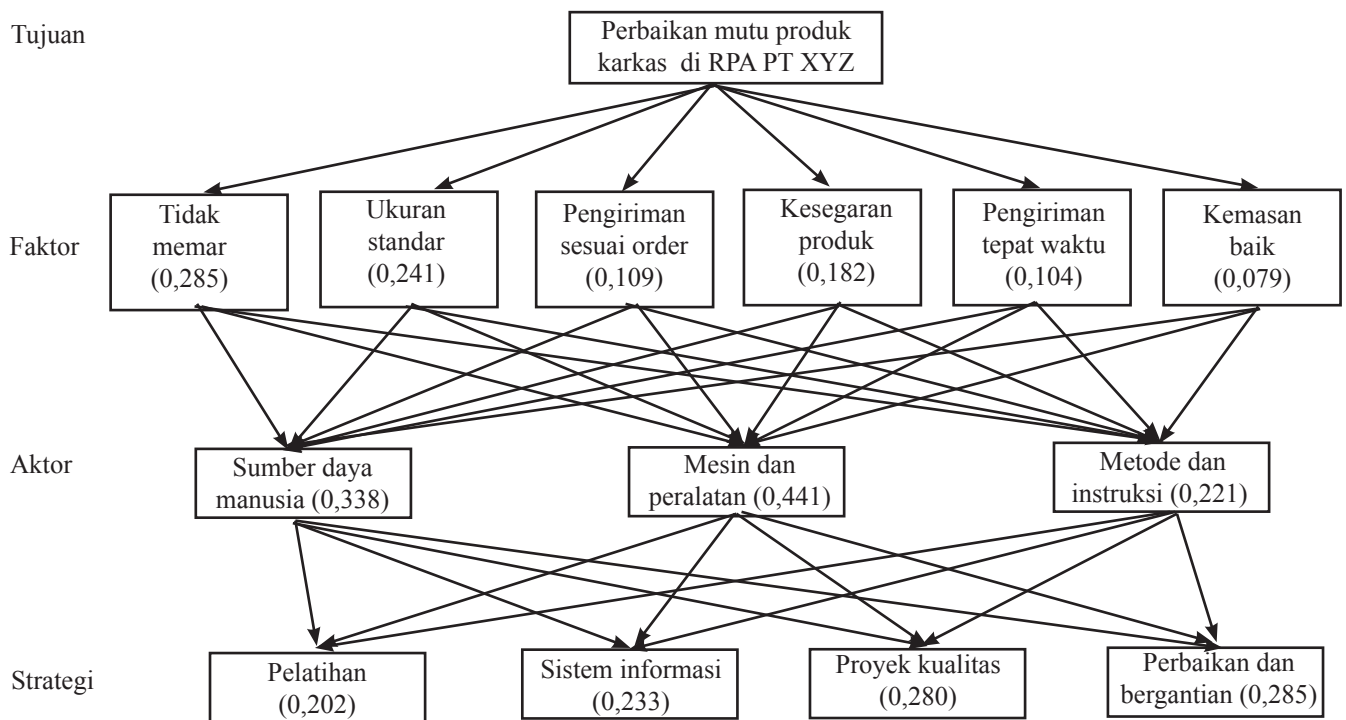 Tujuan
Perbaikan mutu produk
karkas di RPA PT XYZ
Faktor
Tidak
memar
(0,285)
Ukuran
standar
(0,241)
Pengiriman
sesuai order
(0,109)
Kesegaran
produk
(0,182)
Pengiriman
tepat waktu
(0,104)
Kemasan
baik
(0,079)
Aktor
Sumber daya
manusia (0,338)
Mesin dan
peralatan (0,441)
Metode dan
instruksi (0,221)
Strategi
Pelatihan
(0,202)
Sistem informasi
(0,233)
Proyek kualitas
(0,280)
Perbaikan dan
bergantian (0,285)